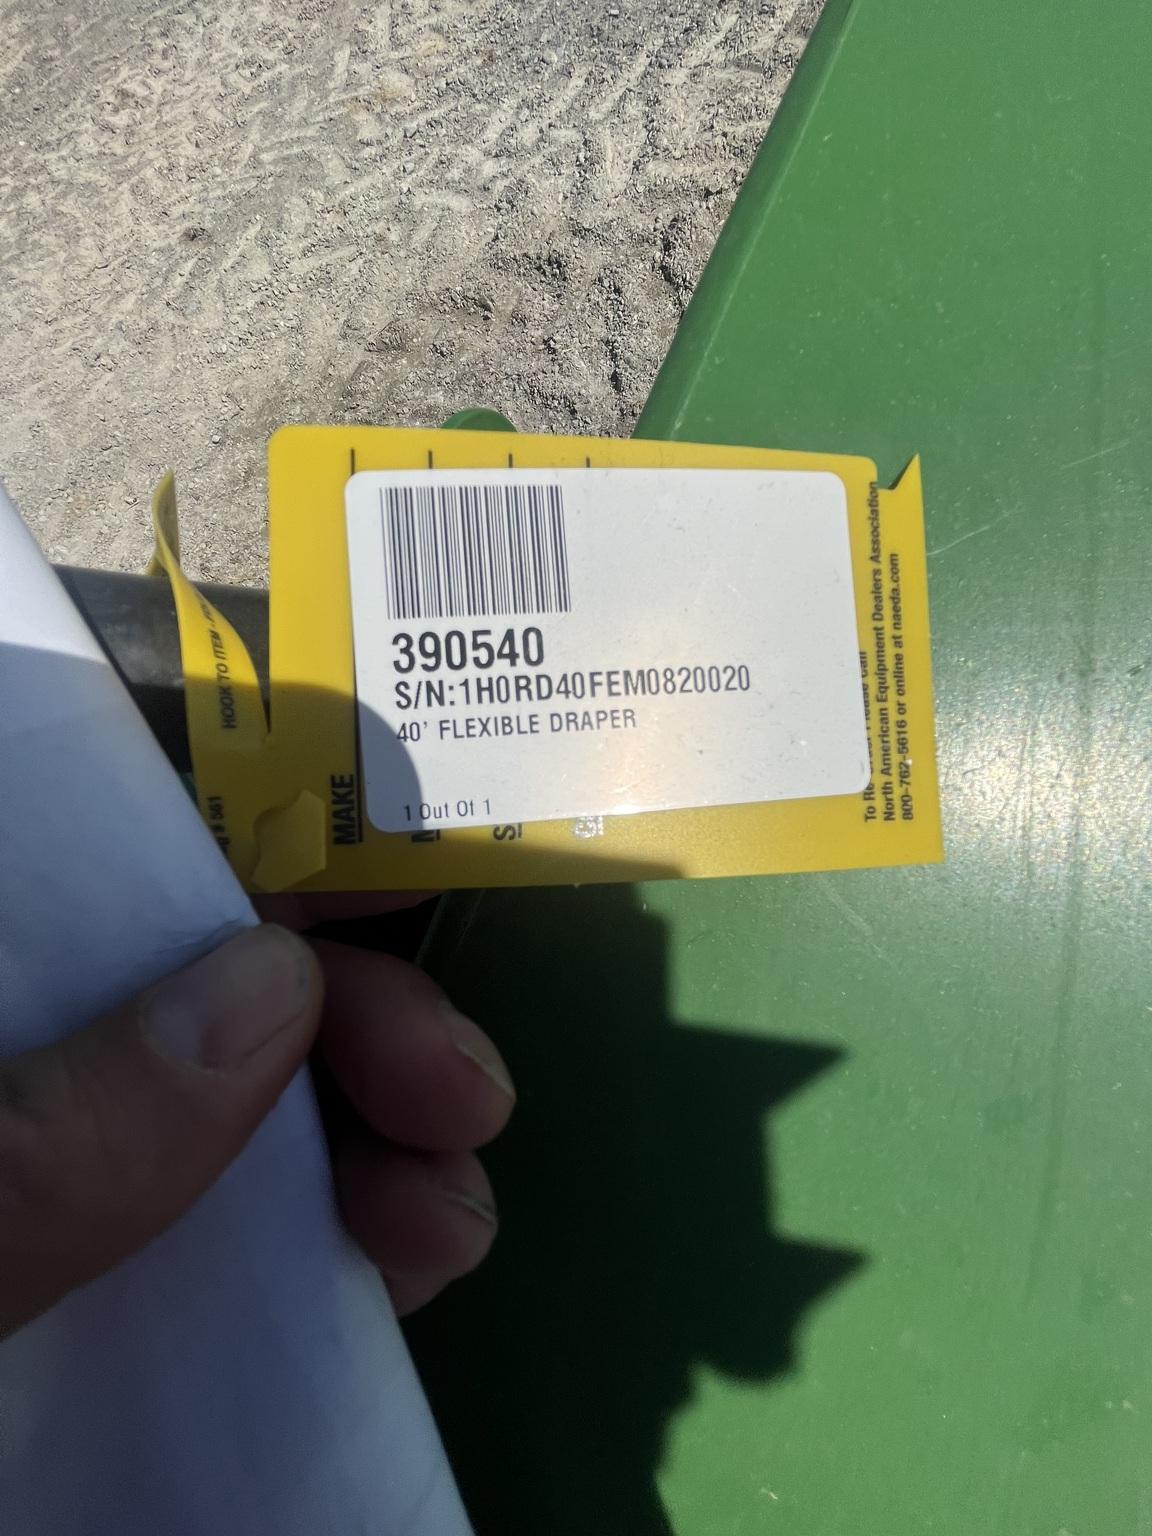 390540
S/N:1H0RD40FEM0820020
40' FLEXIBLE DRAPER
1 Out Of 1
MAKE
HOOK TO ITEM
# 561
North American Equipment Dealers Association
800-762-5616 or online at naeda.com